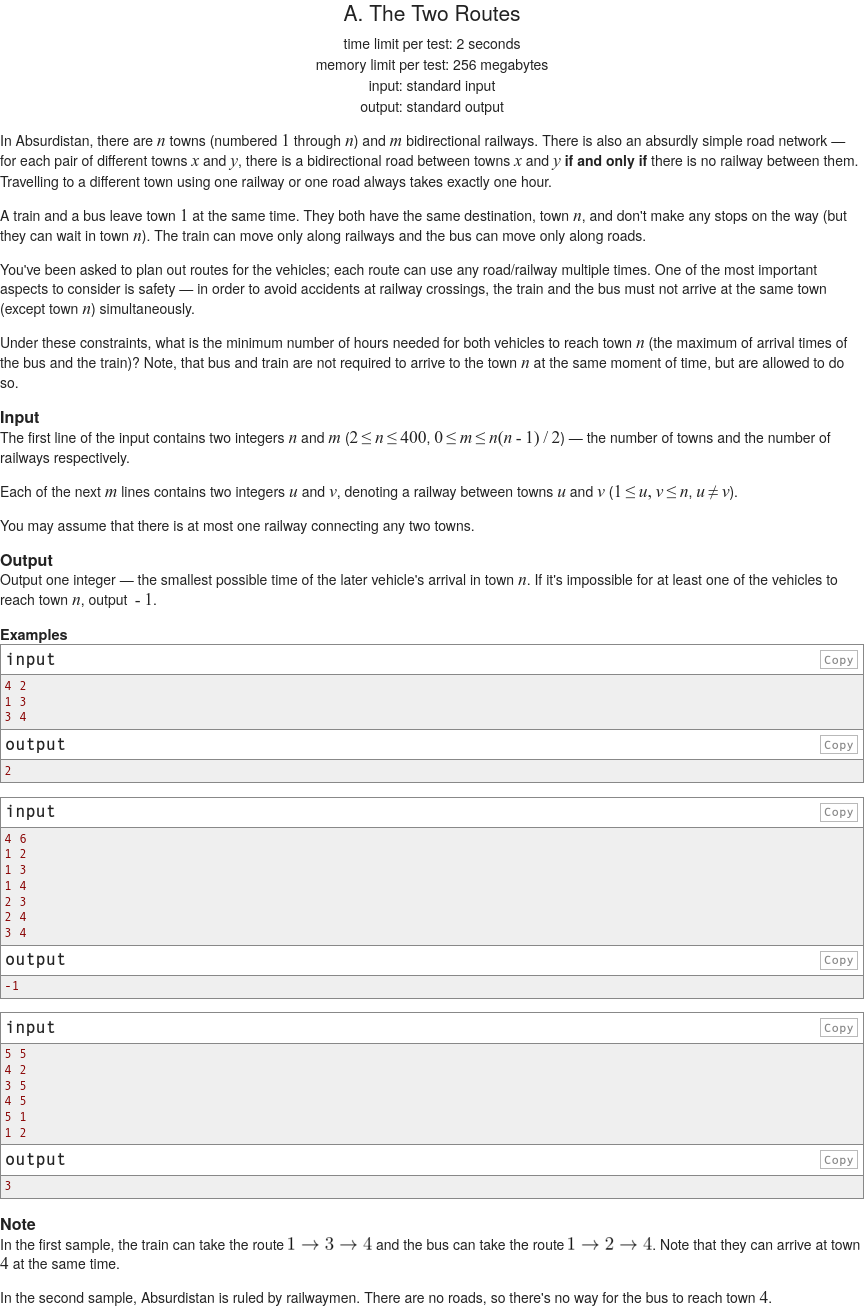 A. The Two Routes
time limit per test: 2 seconds
memory limit per test: 256 megabytes
input: standard input
output: standard output
In Absurdistan, there are n towns (numbered 1 through n) and m bidirectional railways. There is also an absurdly simple road network —
for each pair of different towns x and y, there is a bidirectional road between towns x and y if and only if there is no railway between them.
Travelling to a different town using one railway or one road always takes exactly one hour.
A train and a bus leave town 1 at the same time. They both have the same destination, town n, and don't make any stops on the way (but
they can wait in town n). The train can move only along railways and the bus can move only along roads.
You've been asked to plan out routes for the vehicles; each route can use any road/railway multiple times. One of the most important
aspects to consider is safety — in order to avoid accidents at railway crossings, the train and the bus must not arrive at the same town
(except town n) simultaneously.
Under these constraints, what is the minimum number of hours needed for both vehicles to reach town n (the maximum of arrival times of
the bus and the train)? Note, that bus and train are not required to arrive to the town n at the same moment of time, but are allowed to do
so.
Input
The first line of the input contains two integers n and m (2 ≤ n ≤ 400, 0 ≤ m ≤ n(n - 1) / 2) — the number of towns and the number of
railways respectively.
Each of the next m lines contains two integers u and v, denoting a railway between towns u and v (1 ≤ u, v ≤ n, u ≠ v).
You may assume that there is at most one railway connecting any two towns.
Output
Output one integer — the smallest possible time of the later vehicle's arrival in town n. If it's impossible for at least one of the vehicles to
reach town n, output  - 1.
Examples
input
Copy
4 2
1 3
3 4
output
Copy
2
input
Copy
4 6
1 2
1 3
1 4
2 3
2 4
3 4
output
Copy
-1
input
Copy
5 5
4 2
3 5
4 5
5 1
1 2
output
Copy
3
Note
In the first sample, the train can take the route 1 → 3 → 4 and the bus can take the route 1 → 2 → 4. Note that they can arrive at town
4 at the same time.
In the second sample, Absurdistan is ruled by railwaymen. There are no roads, so there's no way for the bus to reach town 4.